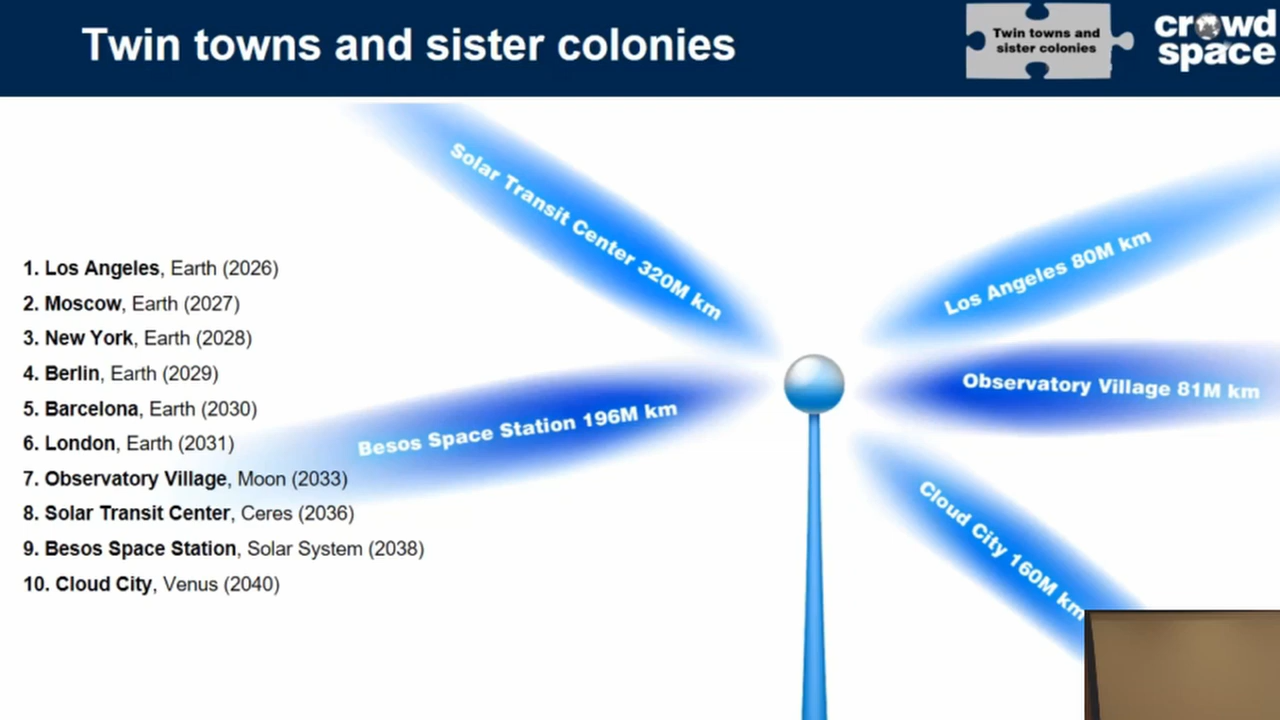 Twin towns and sister colonies
Twin towns and
sister colonies
crowd
space
Solar Transit Center 320M km
Los Angeles 80M km
1. Los Angeles, Earth (2026)
2. Moscow, Earth (2027)
3. New York, Earth (2028)
4. Berlin, Earth (2029)
5. Barcelona, Earth (2030)
6. London, Earth (2031)
7. Observatory Village, Moon (2033)
8. Solar Transit Center, Ceres (2036)
9. Besos Space Station, Solar System (2038)
10. Cloud City, Venus (2040)
Besos Space Station 196M km
Observatory Village 81M km
Cloud City 160M km